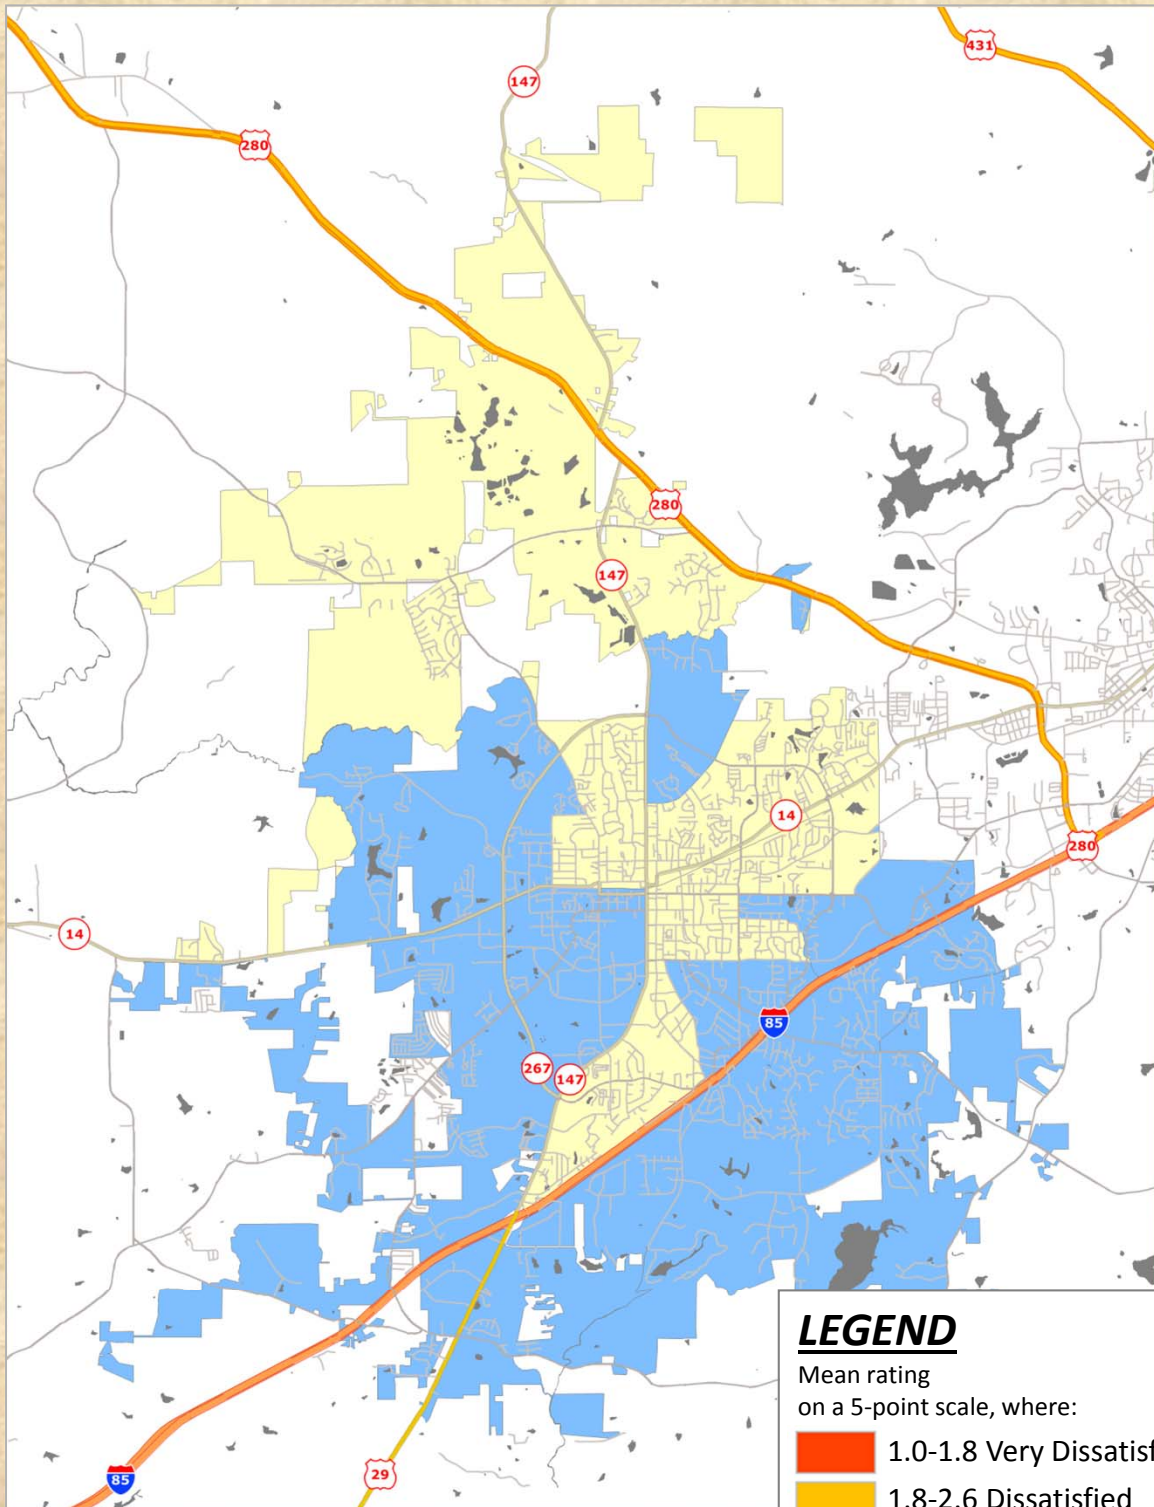 431
147
280
280
147
14
280
14
85
267
147
29
85
LEGEND
Mean rating
on a 5-point scale, where:
1.0-1.8 Very Dissatisf
1.8-2.6 Dissatisfied